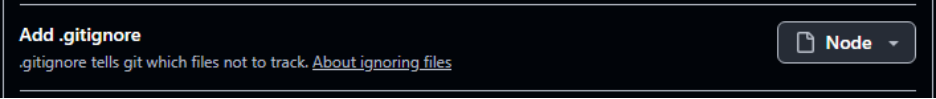 Add .gitignore
Node
.gitignore tells git which files not to track. About ignoring files